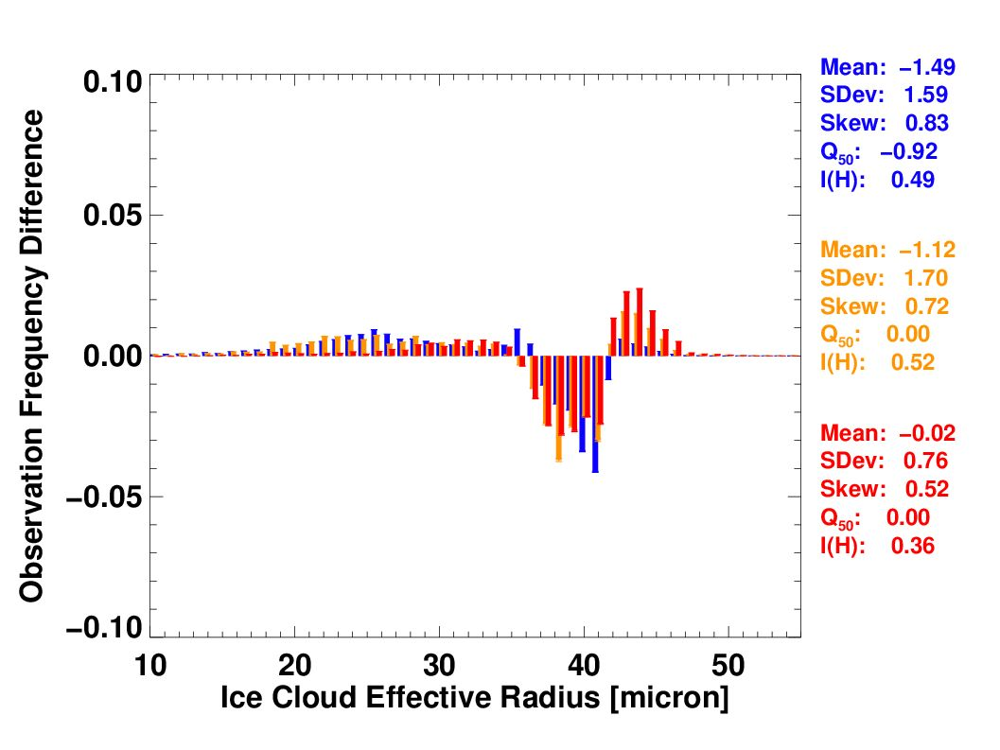 Observation Frequency Difference
0.10
0.05
0.00
−0.05
−0.10
10 20 30 40 50
Ice Cloud Effective Radius [micron]
Mean: −1.49
SDev: 1.59
Skew: 0.83
Q50: −0.92
I(H): 0.49
Mean: −1.12
SDev: 1.70
Skew: 0.72
Q50: 0.00
I(H): 0.52
Mean: −0.02
SDev: 0.76
Skew: 0.52
Q50: 0.00
I(H): 0.36